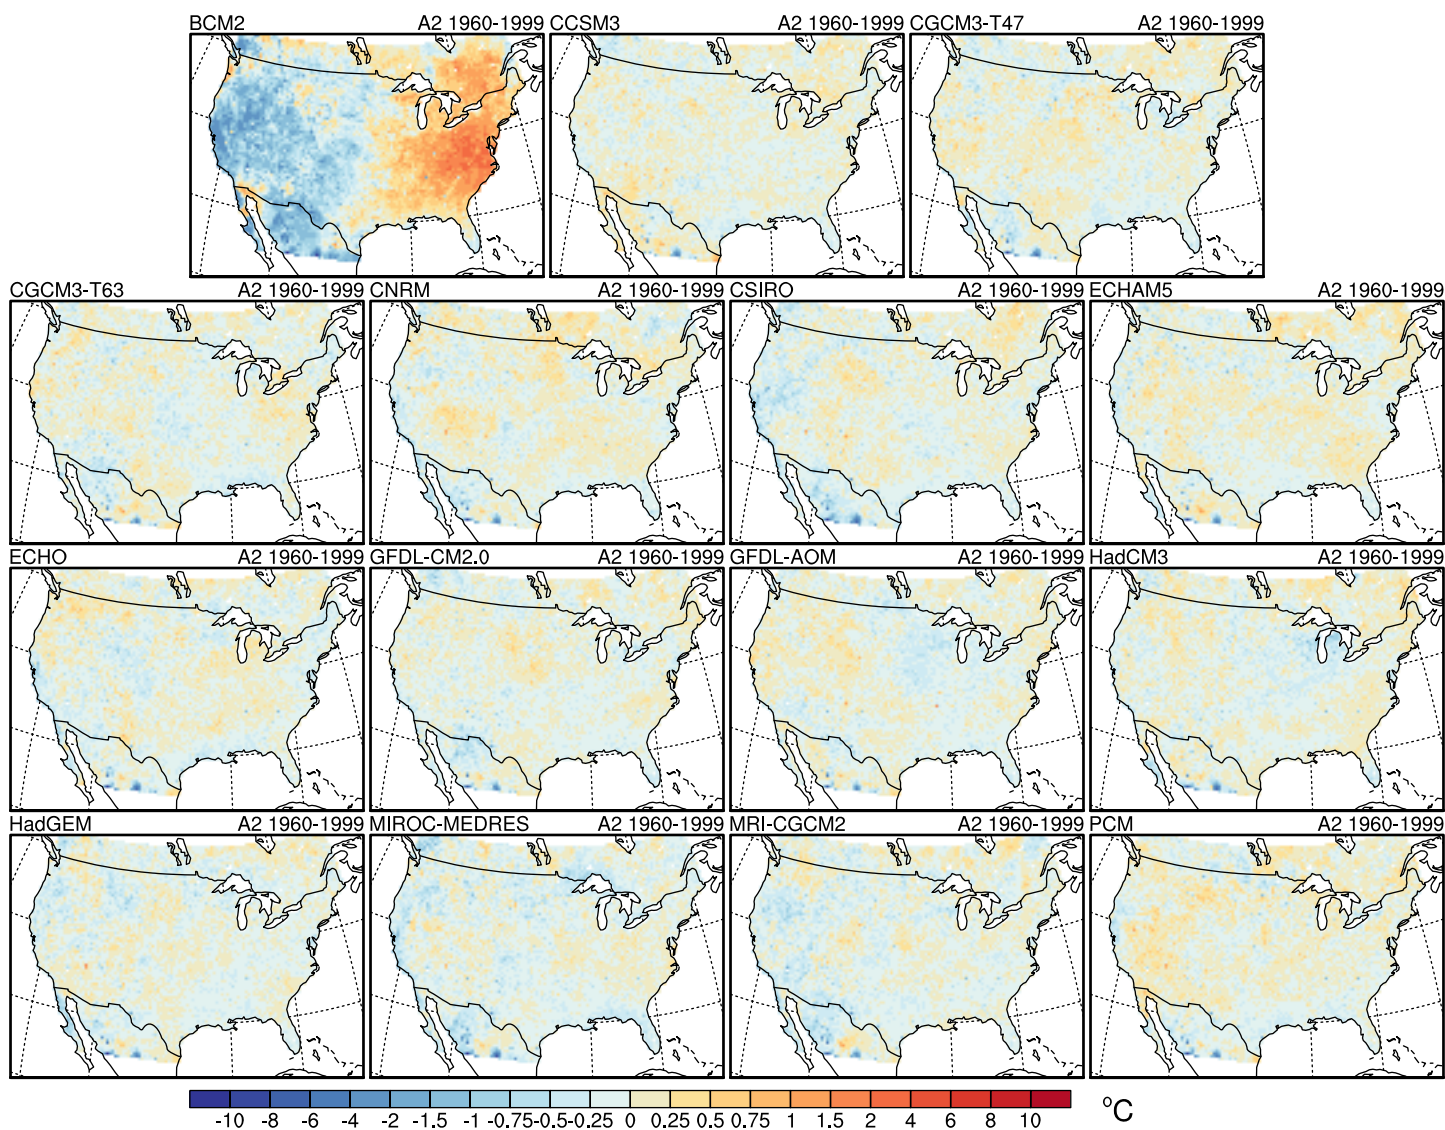 BCM2 A2 1960-1999 CCSM3 A2 1960-1999 CGCM3-T47 A2 1960-1999
CGCM3-T63 A2 1960-1999 CNRM A2 1960-1999 CSIRO A2 1960-1999 ECHAM5 A2 1960-1999
ECHO A2 1960-1999 GFDL-CM2.0 A2 1960-1999 GFDL-AOM A2 1960-1999 HadCM3 A2 1960-1999
HadGEM A2 1960-1999 MIROC-MEDRES A2 1960-1999 MRI-CGCM2 A2 1960-1999 PCM A2 1960-1999
-10 -8 -6 -4 -2 -1.5 -1 -0.75 -0.5 -0.25 0 0.25 0.5 0.75 1 1.5 2 4 6 8 10 °C